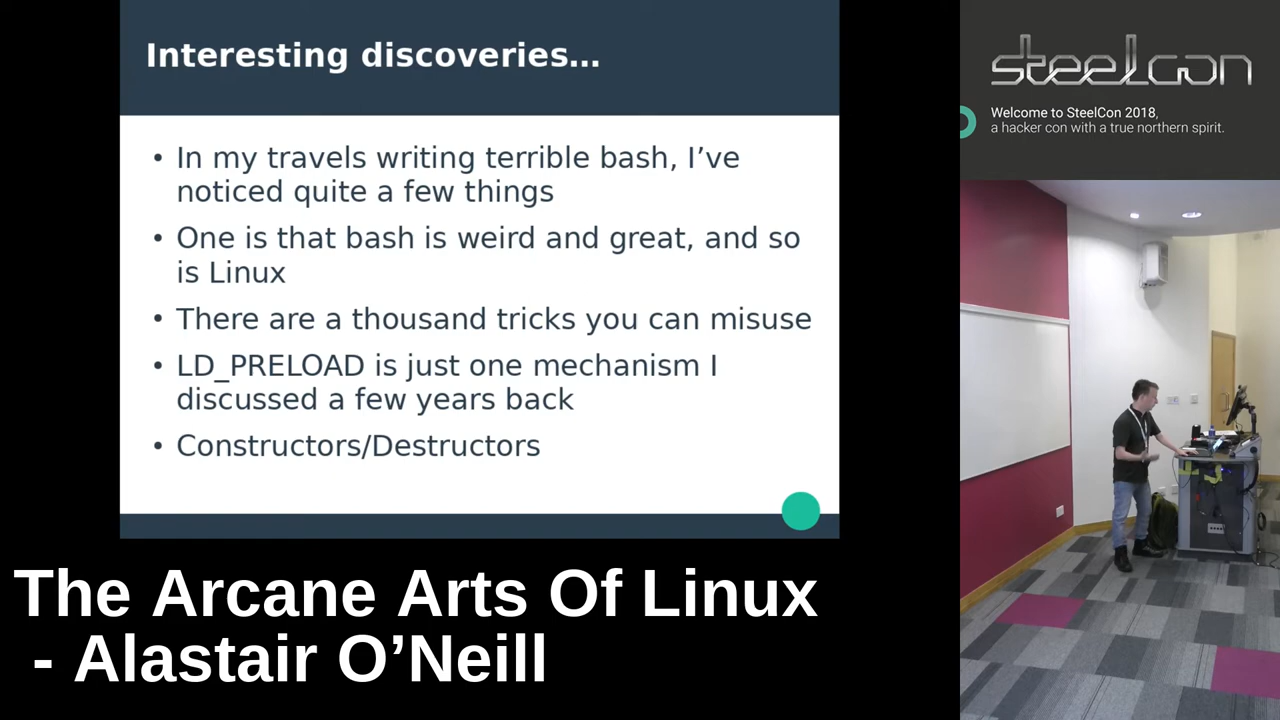 Interesting discoveries...
• In my travels writing terrible bash, I’ve
noticed quite a few things
• One is that bash is weird and great, and so
is Linux
• There are a thousand tricks you can misuse
• LD_PRELOAD is just one mechanism I
discussed a few years back
• Constructors/Destructors
The Arcane Arts Of Linux
- Alastair O’Neill
steelcon
Welcome to SteelCon 2018,
a hacker con with a true northern spirit.